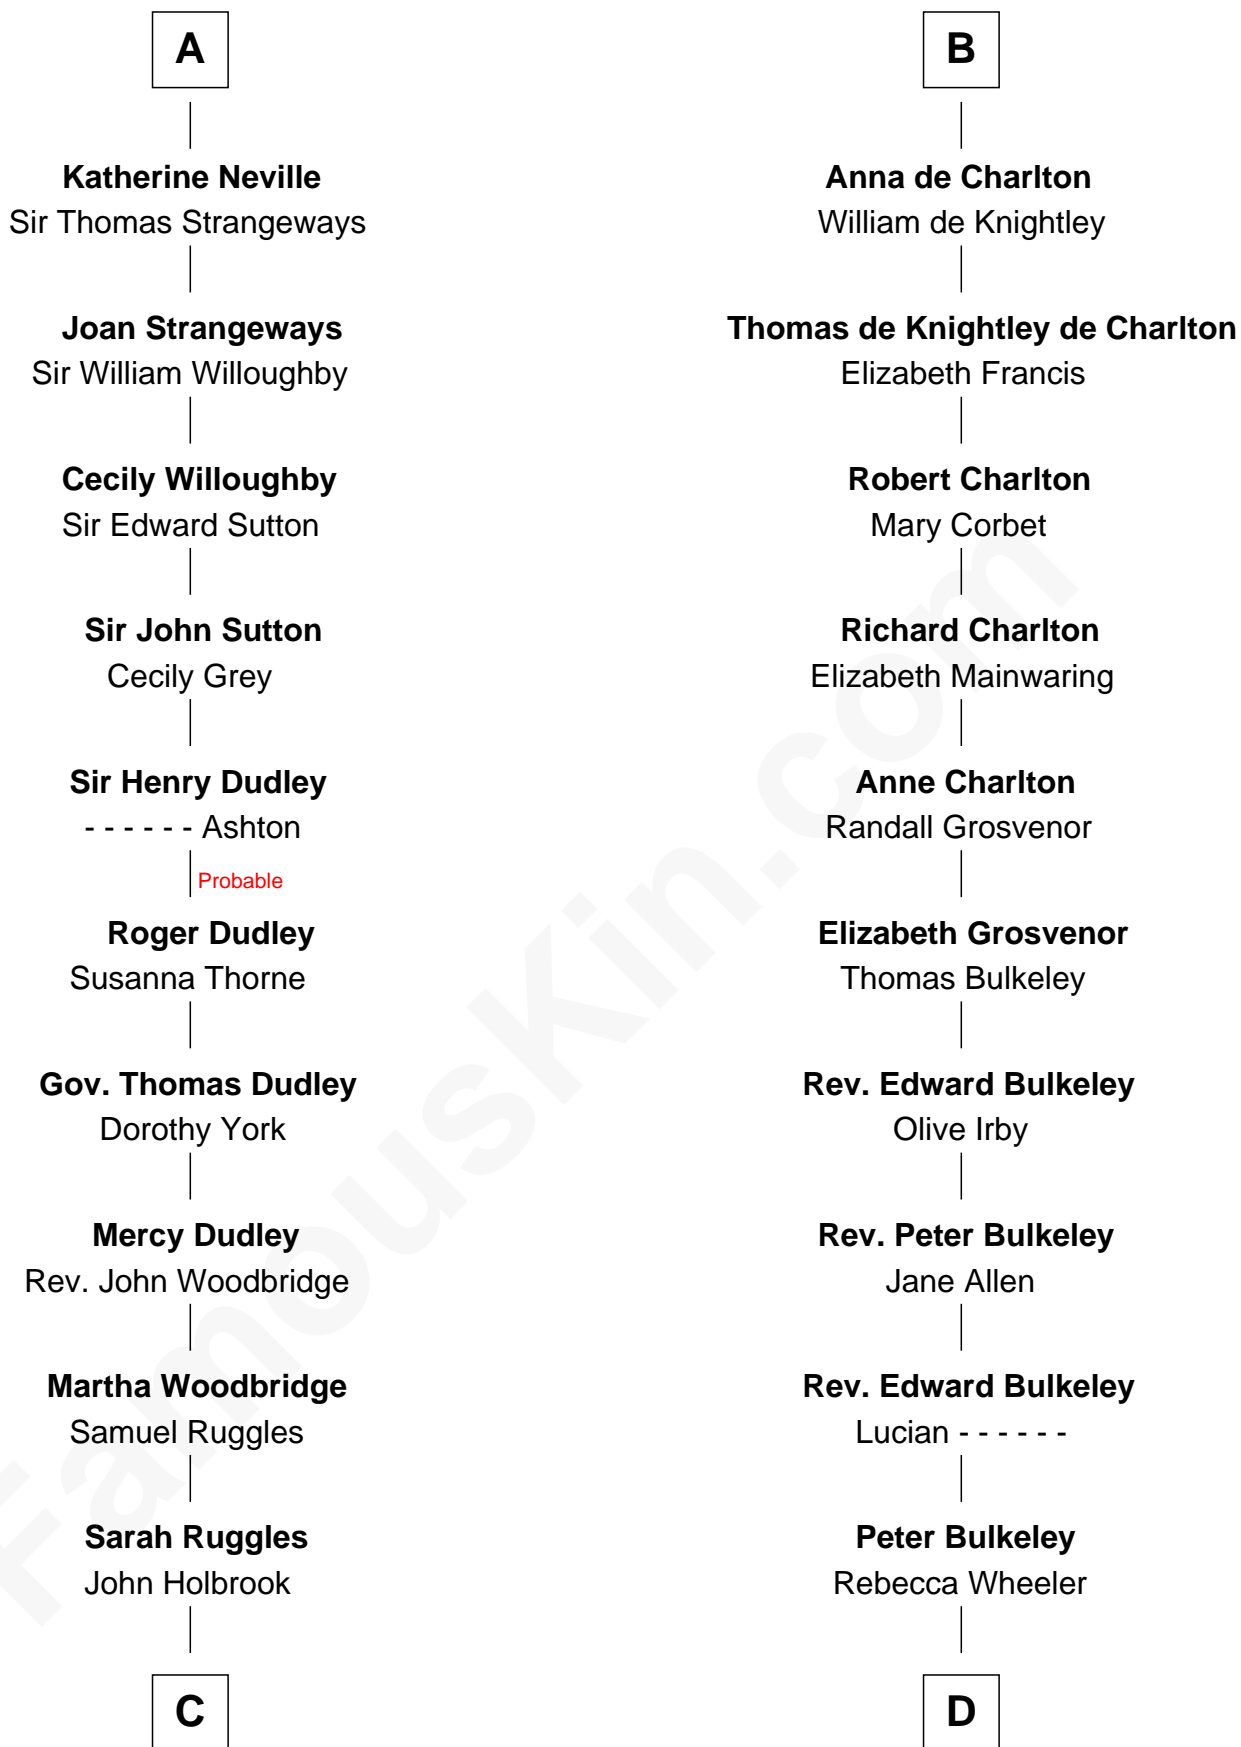 A
Katherine Neville
Sir Thomas Strangeways
Joan Strangeways
Sir William Willoughby
Cecily Willoughby
Sir Edward Sutton
Sir John Sutton
Cecily Grey
Sir Henry Dudley
- - - - - - Ashton
Probable
Roger Dudley
Susanna Thorne
Gov. Thomas Dudley
Dorothy York
Mercy Dudley
Rev. John Woodbridge
Martha Woodbridge
Samuel Ruggles
Sarah Ruggles
John Holbrook
C
B
Anna de Charlton
William de Knightley
Thomas de Knightley de Charlton
Elizabeth Francis
Robert Charlton
Mary Corbet
Richard Charlton
Elizabeth Mainwaring
Anne Charlton
Randall Grosvenor
Elizabeth Grosvenor
Thomas Bulkeley
Rev. Edward Bulkeley
Olive Irby
Rev. Peter Bulkeley
Jane Allen
Rev. Edward Bulkeley
Lucian - - - - - -
Peter Bulkeley
Rebecca Wheeler
D
FamousKin.com